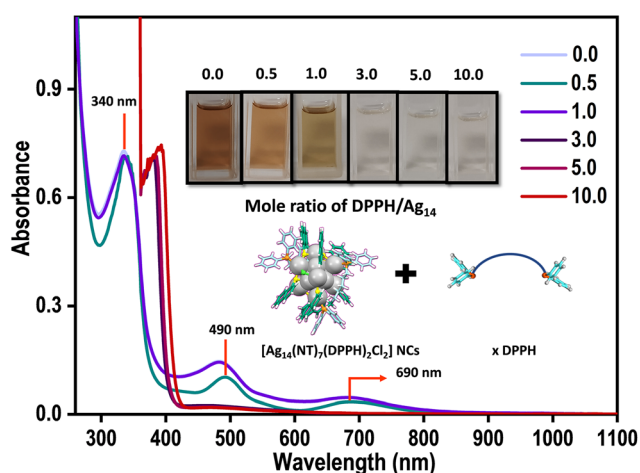 0.0 0.5 1.0 3.0 5.0 10.0
Mole ratio of DPPH/Ag₁₄
0.0
0.5
1.0
3.0
5.0
10.0
340 nm
490 nm
690 nm
[Ag₁₄(NT)₇(DPPH)₂Cl₂] NCs
+
x DPPH
Absorbance
0.9
0.6
0.3
0.0
300 400 500 600 700 800 900 1000 1100
Wavelength (nm)